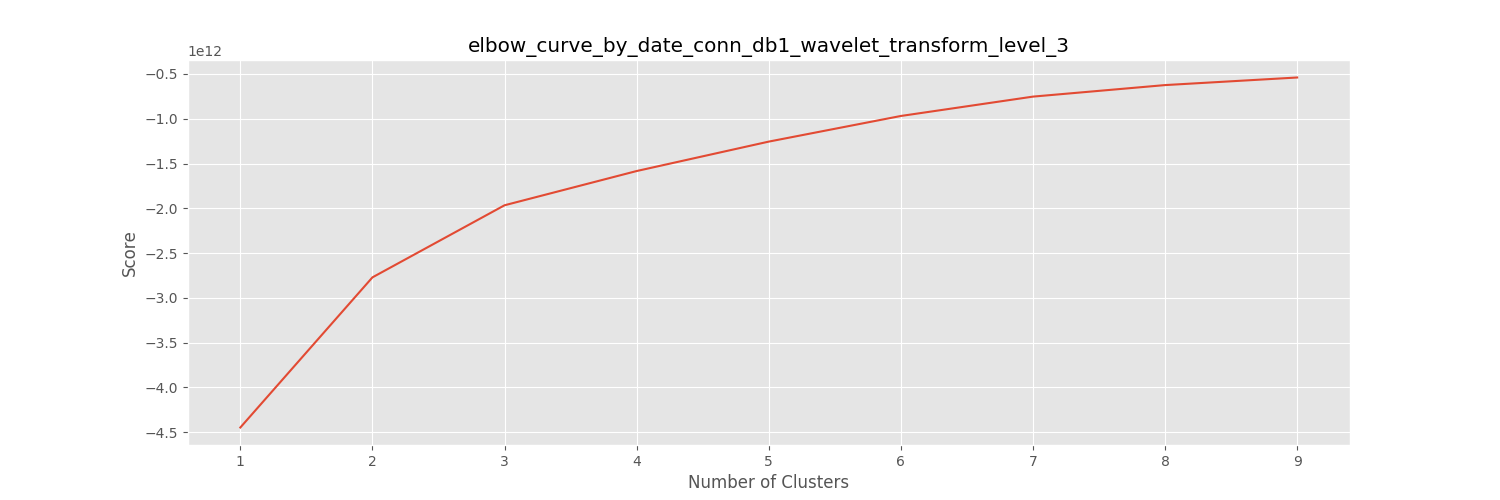 elbow_curve_by_date_conn_db1_wavelet_transform_level_3
1e12
−0.5
−1.0
−1.5
−2.0
−2.5
−3.0
−3.5
−4.0
−4.5
Score
1 2 3 4 5 6 7 8 9
Number of Clusters